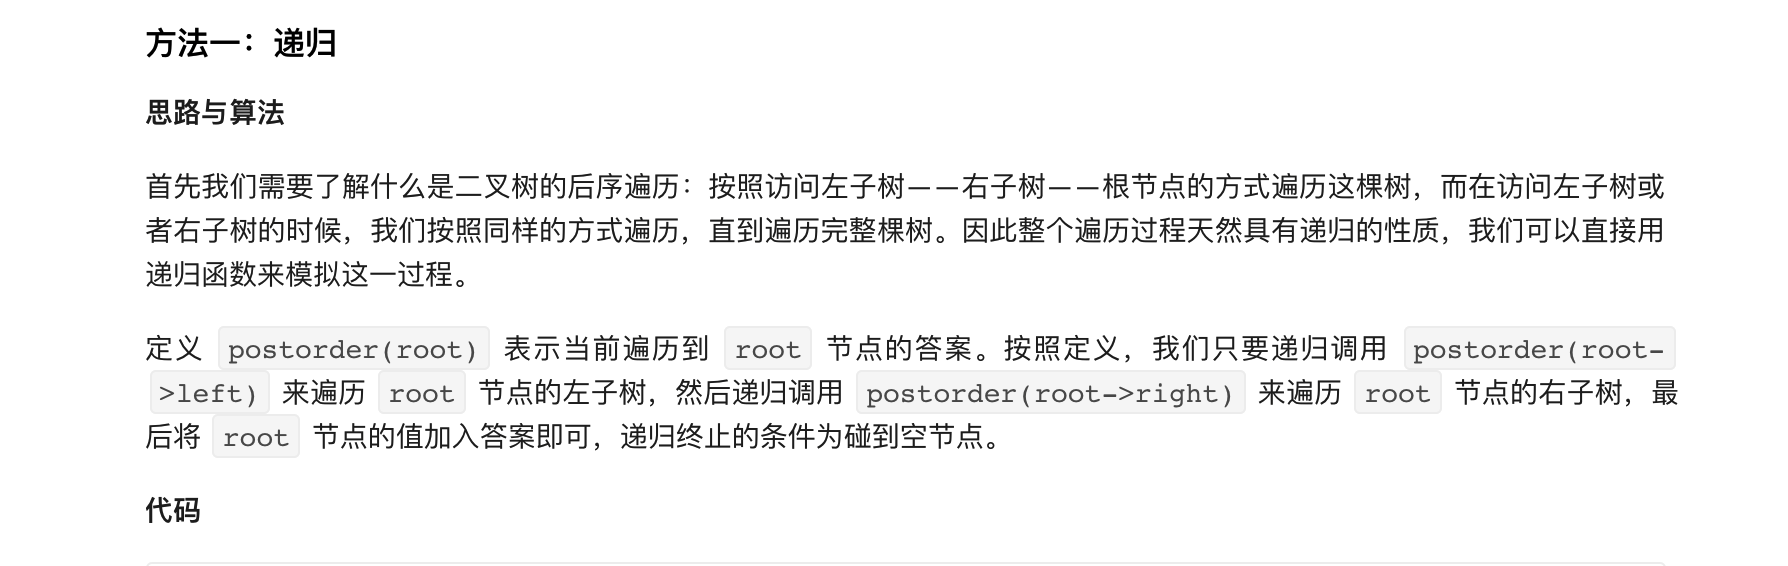 方法一：递归
思路与算法
首先我们需要了解什么是二叉树的后序遍历：按照访问左子树——右子树——根节点的方式遍历这棵树，而在访问左子树或
者右子树的时候，我们按照同样的方式遍历，直到遍历完整棵树。因此整个遍历过程天然具有递归的性质，我们可以直接用
递归函数来模拟这一过程。
定义 postorder(root) 表示当前遍历到 root 节点的答案。按照定义，我们只要递归调用 postorder(root-
>left) 来遍历 root 节点的左子树，然后递归调用 postorder(root->right) 来遍历 root 节点的右子树，最
后将 root 节点的值加入答案即可，递归终止的条件为碰到空节点。
代码